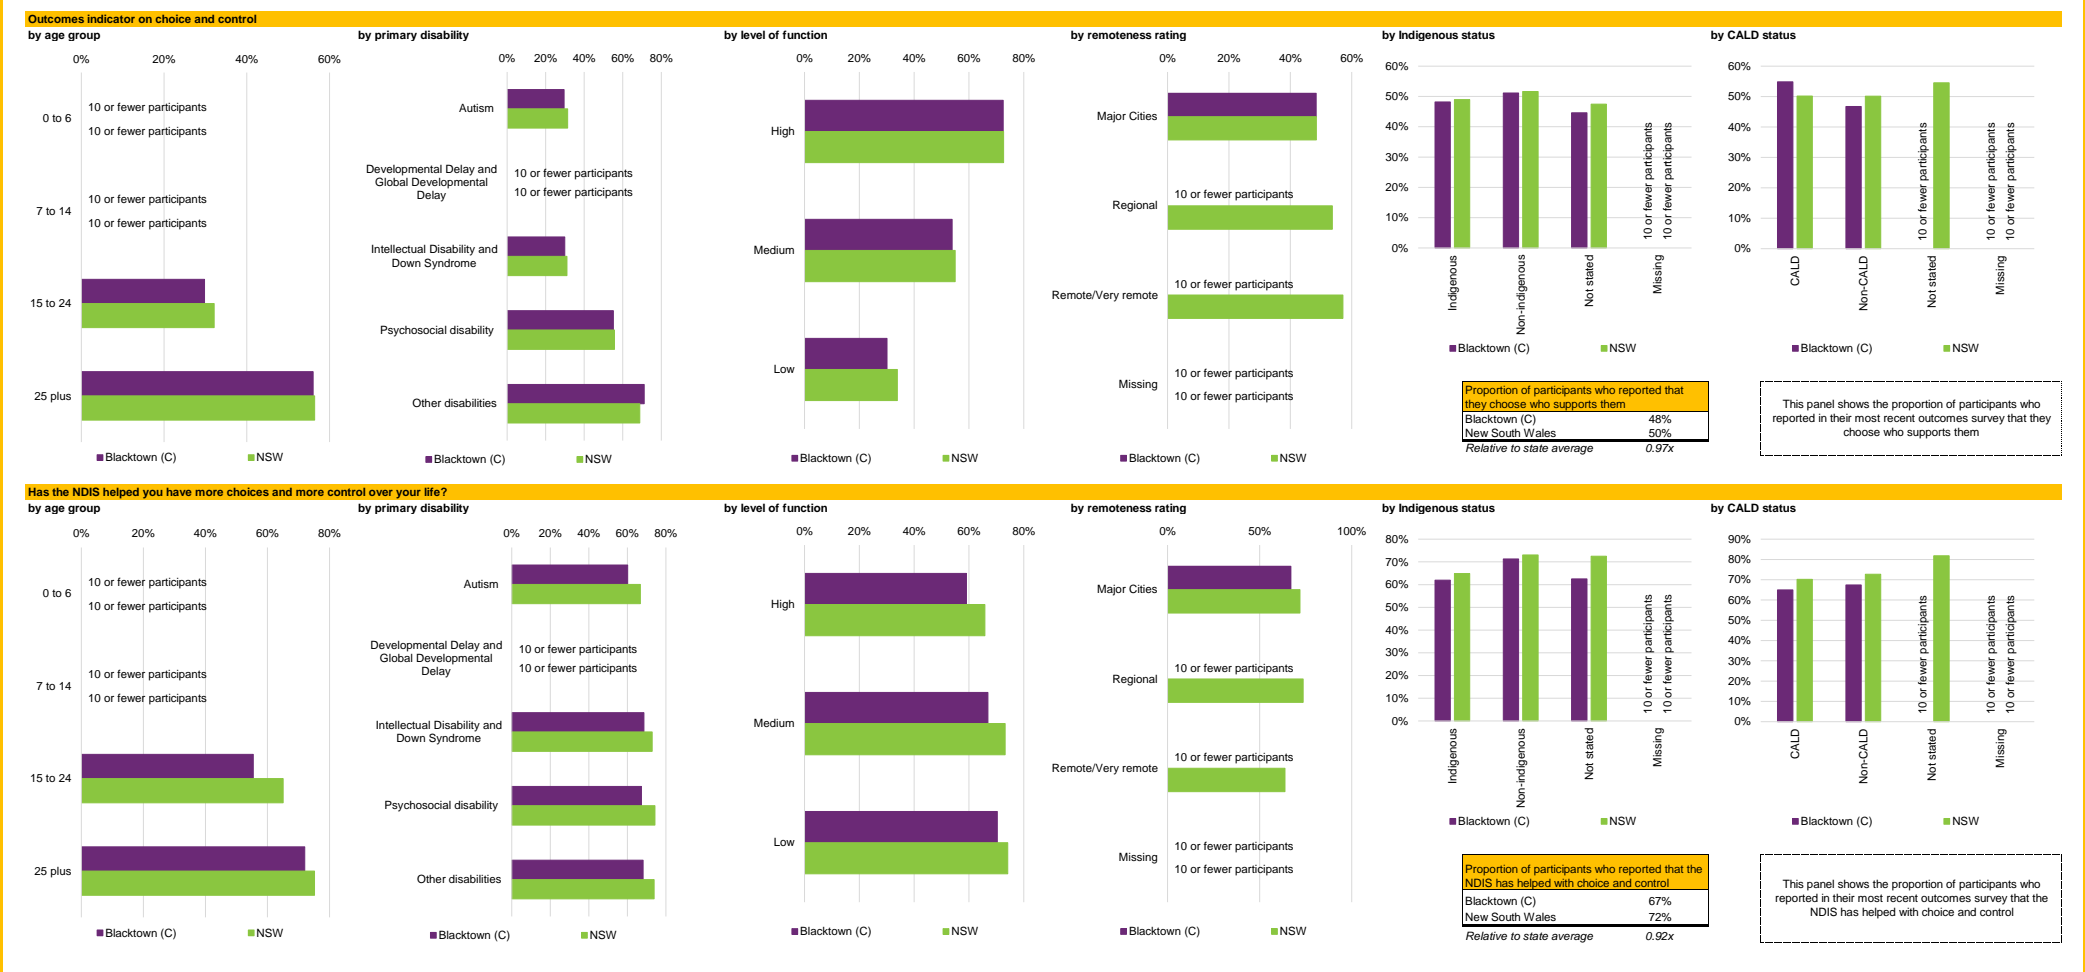 Outcomes indicator on choice and control
by age group
0% 20% 40% 60%
0 to 6
10 or fewer participants
10 or fewer participants
7 to 14
10 or fewer participants
10 or fewer participants
15 to 24
25 plus
Blacktown (C) NSW
by primary disability
0% 20% 40% 60% 80%
Autism
Developmental Delay and
Global Developmental
Delay
10 or fewer participants
10 or fewer participants
Intellectual Disability and
Down Syndrome
Psychosocial disability
Other disabilities
Blacktown (C) NSW
by level of function
0% 20% 40% 60% 80%
High
Medium
Low
Blacktown (C) NSW
by remoteness rating
0% 20% 40% 60%
Major Cities
Regional
10 or fewer participants
Remote/Very remote
10 or fewer participants
Missing
10 or fewer participants
10 or fewer participants
Blacktown (C) NSW
by Indigenous status
60%
50%
40%
30%
20%
10%
0%
10 or fewer participants
10 or fewer participants
Indigenous
Non-indigenous
Not stated
Missing
Blacktown (C) NSW
Proportion of participants who reported that
they choose who supports them
Blacktown (C) 48%
New South Wales 50%
Relative to state average 0.97x
by CALD status
60%
50%
40%
30%
20%
10%
0%
10 or fewer participants
10 or fewer participants
10 or fewer participants
CALD
Non-CALD
Not stated
Missing
Blacktown (C) NSW
This panel shows the proportion of participants who
reported in their most recent outcomes survey that they
choose who supports them
Has the NDIS helped you have more choices and more control over your life?
by age group
0% 20% 40% 60% 80%
0 to 6
10 or fewer participants
10 or fewer participants
7 to 14
10 or fewer participants
10 or fewer participants
15 to 24
25 plus
Blacktown (C) NSW
by primary disability
0% 20% 40% 60% 80%
Autism
Developmental Delay and
Global Developmental
Delay
10 or fewer participants
10 or fewer participants
Intellectual Disability and
Down Syndrome
Psychosocial disability
Other disabilities
Blacktown (C) NSW
by level of function
0% 20% 40% 60% 80%
High
Medium
Low
Blacktown (C) NSW
by remoteness rating
0% 50% 100%
Major Cities
Regional
10 or fewer participants
Remote/Very remote
10 or fewer participants
Missing
10 or fewer participants
10 or fewer participants
Blacktown (C) NSW
by Indigenous status
80%
70%
60%
50%
40%
30%
20%
10%
0%
10 or fewer participants
10 or fewer participants
Indigenous
Non-indigenous
Not stated
Missing
Blacktown (C) NSW
Proportion of participants who reported that the
NDIS has helped with choice and control
Blacktown (C) 67%
New South Wales 72%
Relative to state average 0.92x
by CALD status
90%
80%
70%
60%
50%
40%
30%
20%
10%
0%
10 or fewer participants
10 or fewer participants
10 or fewer participants
CALD
Non-CALD
Not stated
Missing
Blacktown (C) NSW
This panel shows the proportion of participants who
reported in their most recent outcomes survey that the
NDIS has helped with choice and control